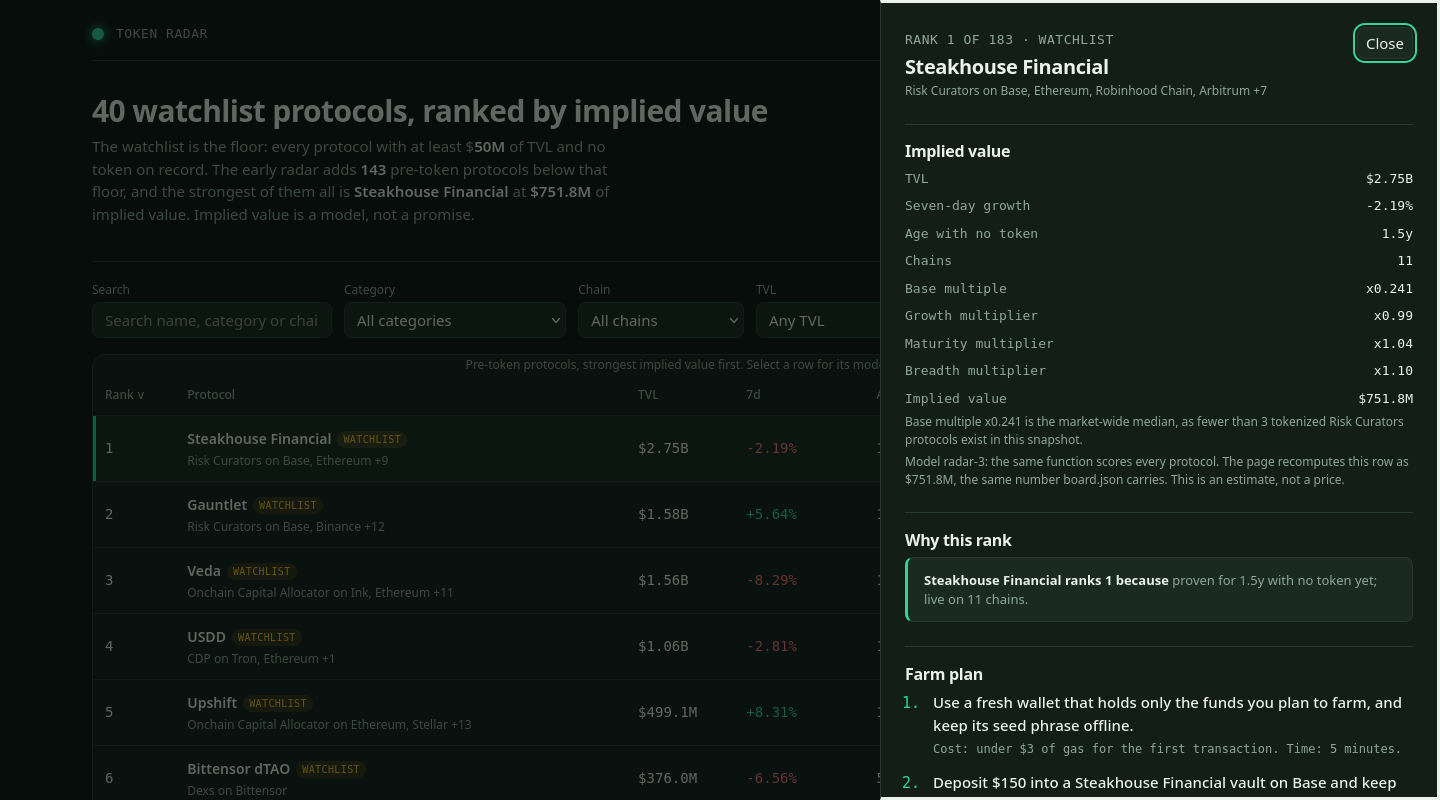 TOKEN RADAR
40 watchlist protocols, ranked by implied value
The watchlist is the floor: every protocol with at least $50M of TVL and no
token on record. The early radar adds 143 pre-token protocols below that
floor, and the strongest of them all is Steakhouse Financial at $751.8M of
implied value. Implied value is a model, not a promise.
Search
Category
Chain
TVL
Search name, category or chai
All categories
All chains
Any TVL
Pre-token protocols, strongest implied value first. Select a row for its mod
Rank v
Protocol
TVL
7d
1
Steakhouse Financial WATCHLIST
Risk Curators on Base, Ethereum +9
$2.75B
-2.19%
2
Gauntlet WATCHLIST
Risk Curators on Base, Binance +12
$1.58B
+5.64%
3
Veda WATCHLIST
Onchain Capital Allocator on Ink, Ethereum +11
$1.56B
-8.29%
4
USDD WATCHLIST
CDP on Tron, Ethereum +1
$1.06B
-2.81%
5
Upshift WATCHLIST
Onchain Capital Allocator on Ethereum, Stellar +13
$499.1M
+8.31%
6
Bittensor dTAO WATCHLIST
Dexs on Bittensor
$376.0M
-6.56%
RANK 1 OF 183 · WATCHLIST
Close
Steakhouse Financial
Risk Curators on Base, Ethereum, Robinhood Chain, Arbitrum +7
Implied value
TVL $2.75B
Seven-day growth -2.19%
Age with no token 1.5y
Chains 11
Base multiple x0.241
Growth multiplier x0.99
Maturity multiplier x1.04
Breadth multiplier x1.10
Implied value $751.8M
Base multiple x0.241 is the market-wide median, as fewer than 3 tokenized Risk Curators
protocols exist in this snapshot.
Model radar-3: the same function scores every protocol. The page recomputes this row as
$751.8M, the same number board.json carries. This is an estimate, not a price.
Why this rank
Steakhouse Financial ranks 1 because proven for 1.5y with no token yet;
live on 11 chains.
Farm plan
1. Use a fresh wallet that holds only the funds you plan to farm, and
keep its seed phrase offline.
Cost: under $3 of gas for the first transaction. Time: 5 minutes.
2. Deposit $150 into a Steakhouse Financial vault on Base and keep